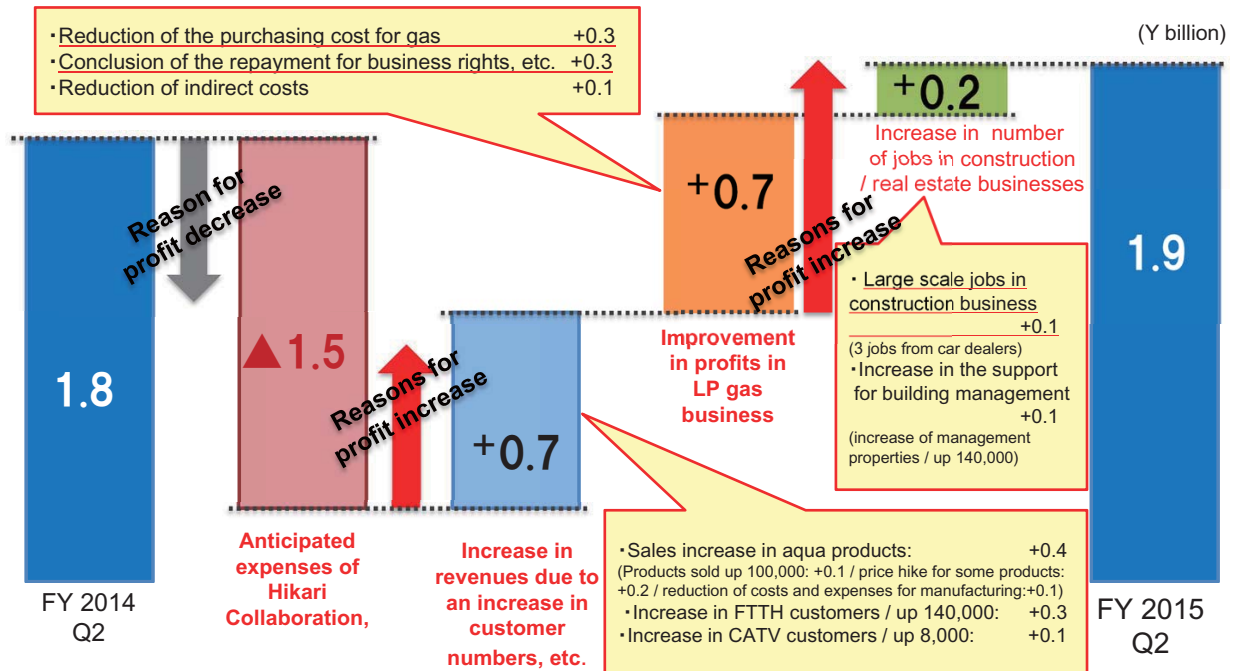 ・Reduction of the purchasing cost for gas +0.3
・Conclusion of the repayment for business rights, etc. +0.3
・Reduction of indirect costs +0.1
(Y billion)
1.8
FY 2014
Q2
Reason for
profit decrease
▲1.5
Anticipated
expenses of
Hikari
Collaboration,
Reasons for
profit increase
+0.7
Increase in
revenues due to
an increase in
customer
numbers, etc.
+0.7
Improvement
in profits in
LP gas
business
Reasons for
profit increase
+0.2
Increase in number
of jobs in construction
/ real estate businesses
・Large scale jobs in
construction business
+0.1
(3 jobs from car dealers)
・Increase in the support
for building management
+0.1
(increase of management
properties / up 140,000)
・Sales increase in aqua products: +0.4
(Products sold up 100,000: +0.1 / price hike for some products:
+0.2 / reduction of costs and expenses for manufacturing:+0.1)
・Increase in FTTH customers / up 140,000: +0.3
・Increase in CATV customers / up 8,000: +0.1
1.9
FY 2015
Q2